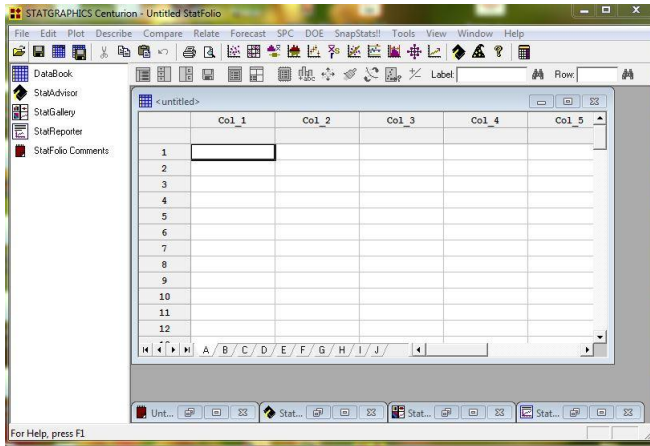 STATGRAPHICS Centurion - Untitled StatFolio
File Edit Plot Describe Compare Relate Forecast SPC DOE SnapStats!! Tools View Window Help
DataBook
Label: Row:
StatAdvisor
StatGallery
StatReporter
StatFolio Comments
<untitled>
Col_1 Col_2 Col_3 Col_4 Col_5
1
2
3
4
5
6
7
8
9
10
11
12
A / B / C / D / E / F / G / H / I / J /
Unt... Stat... Stat... Stat...
For Help, press F1